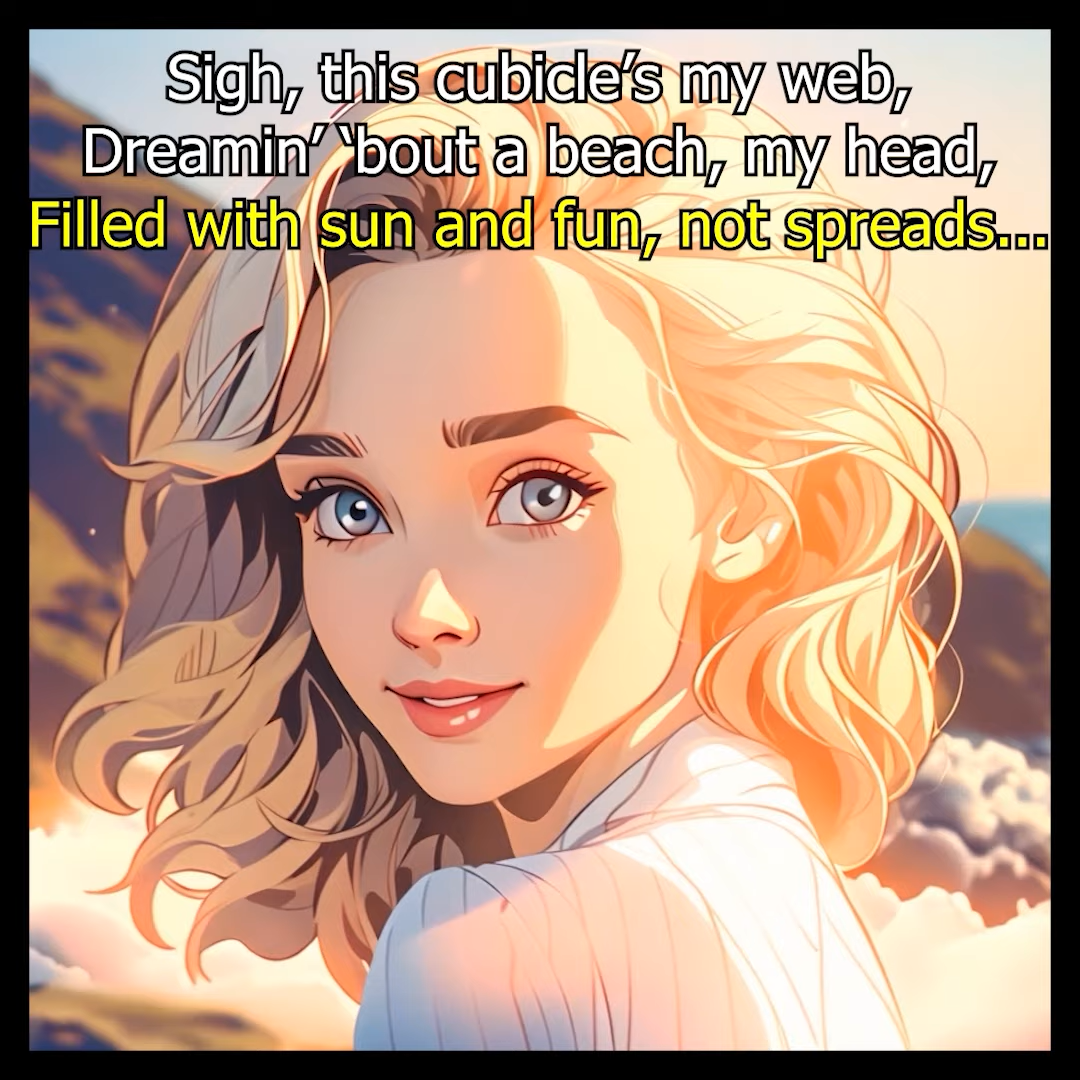 Sigh, this cubicle’s my web,
Dreamin’ ‘bout a beach, my head,
Filled with sun and fun, not spreads...